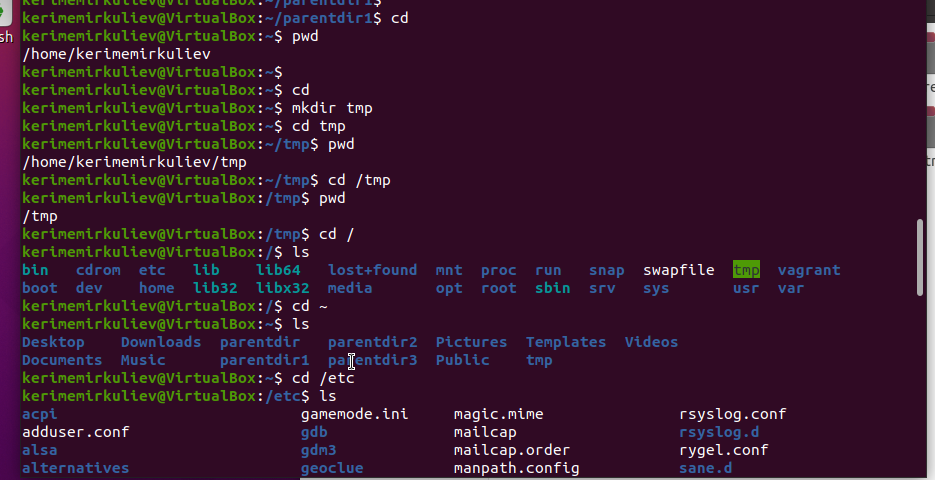 sh
kerimemirkuliev@VirtualBox:~/parentdir1$
kerimemirkuliev@VirtualBox:~/parentdir1$ cd
kerimemirkuliev@VirtualBox:~$ pwd
/home/kerimemirkuliev
kerimemirkuliev@VirtualBox:~$
kerimemirkuliev@VirtualBox:~$ cd
kerimemirkuliev@VirtualBox:~$ mkdir tmp
kerimemirkuliev@VirtualBox:~$ cd tmp
kerimemirkuliev@VirtualBox:~/tmp$ pwd
/home/kerimemirkuliev/tmp
kerimemirkuliev@VirtualBox:~/tmp$ cd /tmp
kerimemirkuliev@VirtualBox:/tmp$ pwd
/tmp
kerimemirkuliev@VirtualBox:/tmp$ cd /
kerimemirkuliev@VirtualBox:/$ ls
bin cdrom etc lib lib64 lost+found mnt proc run snap swapfile tmp vagrant
boot dev home lib32 libx32 media opt root sbin srv sys usr var
kerimemirkuliev@VirtualBox:/$ cd ~
kerimemirkuliev@VirtualBox:~$ ls
Desktop Downloads parentdir parentdir2 Pictures Templates Videos
Documents Music parentdir1 parentdir3 Public tmp
kerimemirkuliev@VirtualBox:~$ cd /etc
kerimemirkuliev@VirtualBox:/etc$ ls
acpi gamemode.ini magic.mime rsyslog.conf
adduser.conf gdb mailcap rsyslog.d
alsa gdm3 mailcap.order rygel.conf
alternatives geoclue manpath.config sane.d